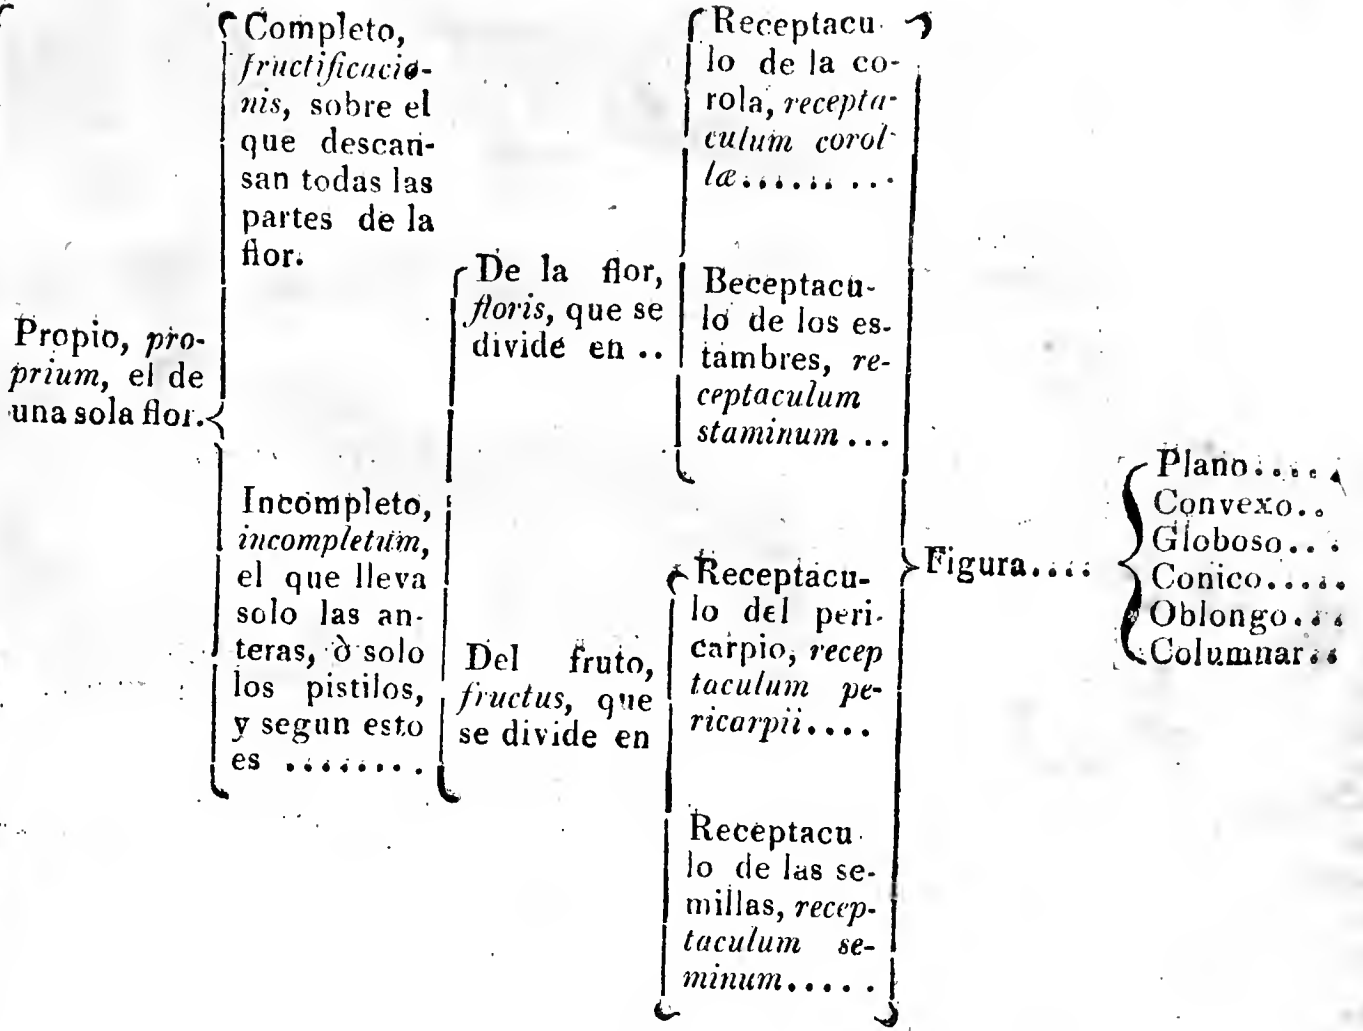 Propio, pro-
prium, el de
una sola flor.
Completo,
fructificacio-
nis, sobre el
que descan-
san todas las
partes de la
flor.
Incompleto,
incompletum,
el que lleva
solo las an-
teras, ò solo
los pistilos,
y segun esto
es ........
De la flor,
floris, que se
divide en ..
Del fruto,
fructus, que
se divide en
Receptacu-
lo de la co-
rola, recepta-
culum corol-
læ.........
Beceptacu-
lo de los es-
tambres, re-
ceptaculum
staminum ...
Receptacu-
lo del peri-
carpio, recep
taculum pe-
ricarpii....
Receptacu
lo de las se-
millas, recep-
taculum se-
minum.....
Figura....
Plano....
Convexo..
Globoso...
Conico.....
Oblongo...
Columnar..